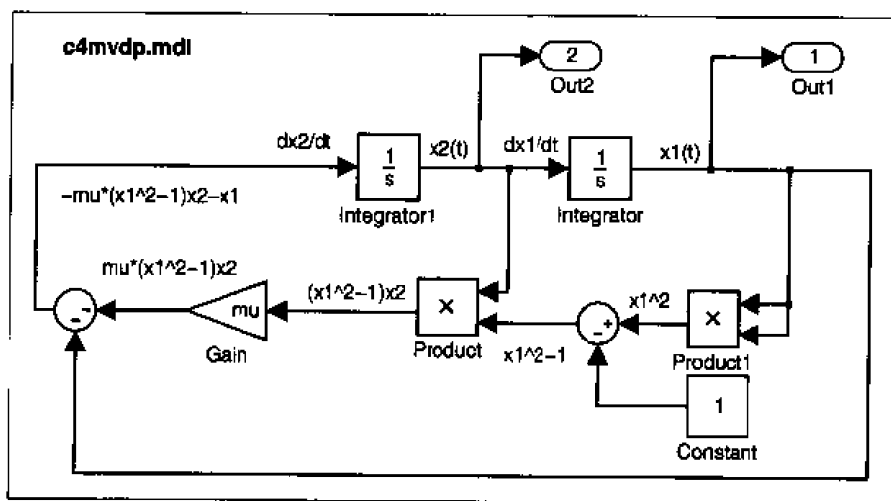 c4mvdp.mdl
2
Out2
1
Out1
dx2/dt
1
s
x2(t)
dx1/dt
1
s
x1(t)
-mu*(x1^2-1)x2-x1
Integrator1
Integrator
mu*(x1^2-1)x2
mu
Gain
(x1^2-1)x2
×
Product
- -
- +
x1^2-1
x1^2
×
Product1
1
Constant